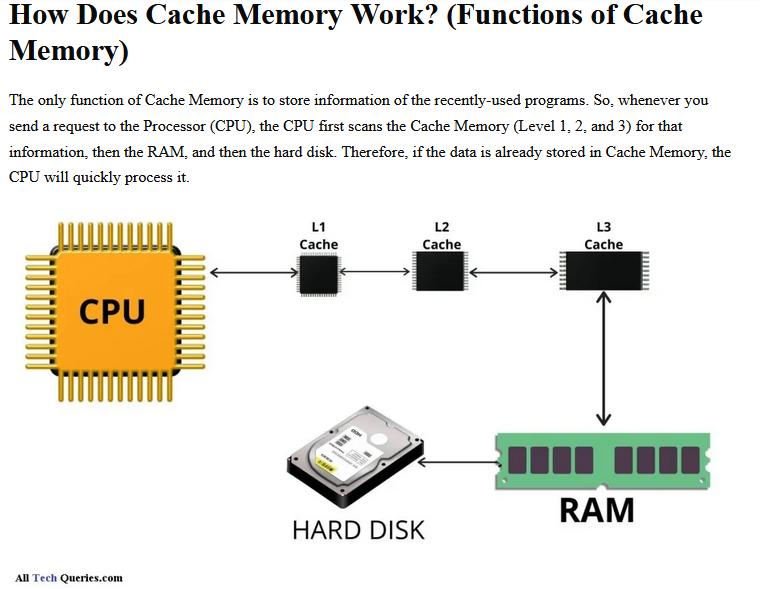 How Does Cache Memory Work? (Functions of Cache
Memory)
The only function of Cache Memory is to store information of the recently-used programs. So, whenever you
send a request to the Processor (CPU), the CPU first scans the Cache Memory (Level 1, 2, and 3) for that
information, then the RAM, and then the hard disk. Therefore, if the data is already stored in Cache Memory, the
CPU will quickly process it.
L1
Cache
L2
Cache
L3
Cache
CPU
HARD DISK
RAM
All Tech Queries.com